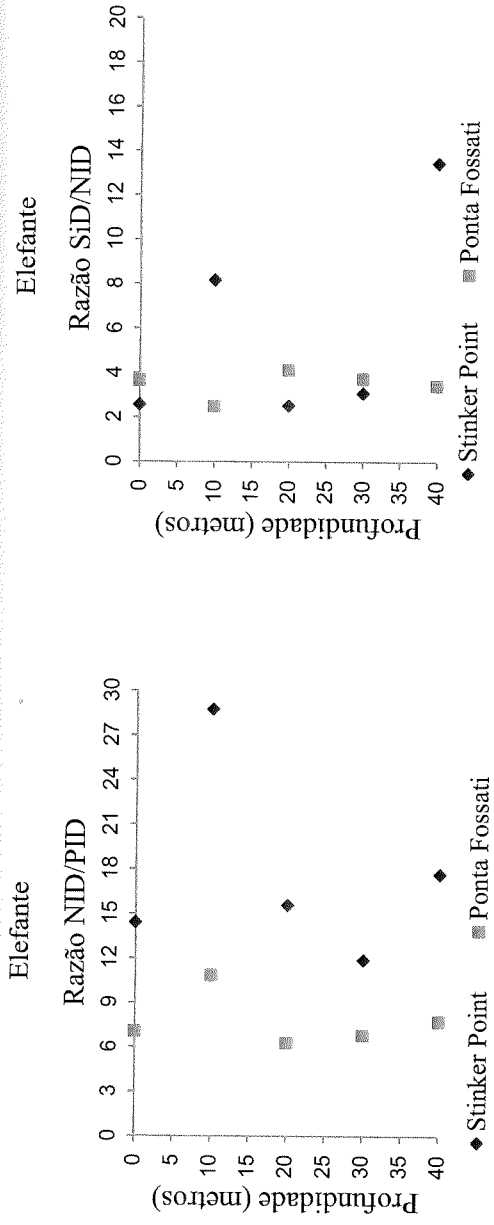 Elefante
Razão NID/PID
0 3 6 9 12 15 18 21 24 27 30
0
5
10
15
20
25
30
35
40
Profundidade (metros)
Stinker Point Ponta Fossati
Elefante
Razão SiD/NID
0 2 4 6 8 10 12 14 16 18 20
0
5
10
15
20
25
30
35
40
Profundidade (metros)
Stinker Point Ponta Fossati